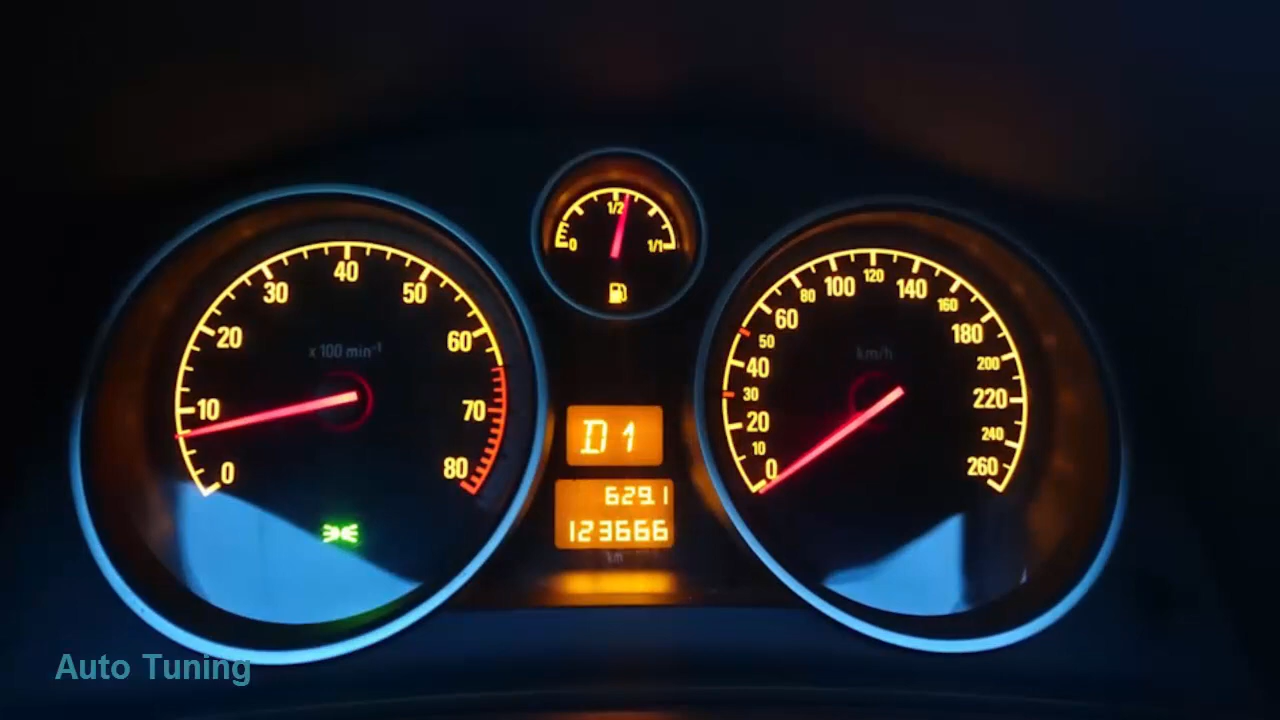 0 1/2 1/1
0 10 20 30 40 50 60 70 80
x 100 min⁻¹
0 10 20 30 40 50 60 80 100 120 140 160 180 200 220 240 260
km/h
D 1
629.1
123666
km
Auto Tuning